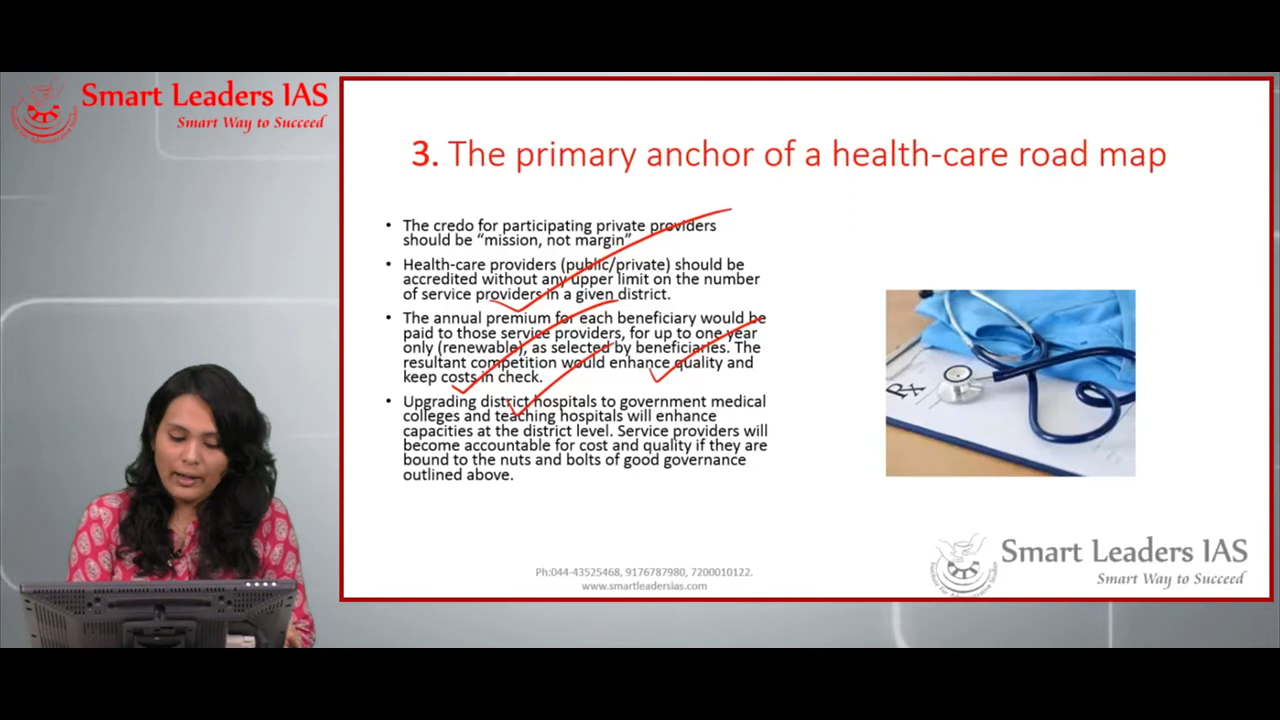 Smart Leaders IAS
Smart Way to Succeed
3. The primary anchor of a health-care road map
• The credo for participating private providers
should be “mission, not margin”
• Health-care providers (public/private) should be
accredited without any upper limit on the number
of service providers in a given district.
• The annual premium for each beneficiary would be
paid to those service providers, for up to one year
only (renewable), as selected by beneficiaries. The
resultant competition would enhance quality and
keep costs in check.
• Upgrading district hospitals to government medical
colleges and teaching hospitals will enhance
capacities at the district level. Service providers will
become accountable for cost and quality if they are
bound to the nuts and bolts of good governance
outlined above.
Rx
Ph:044-43525468, 9176787980, 7200010122.
www.smartleadersias.com
Smart Leaders IAS
Smart Way to Succeed